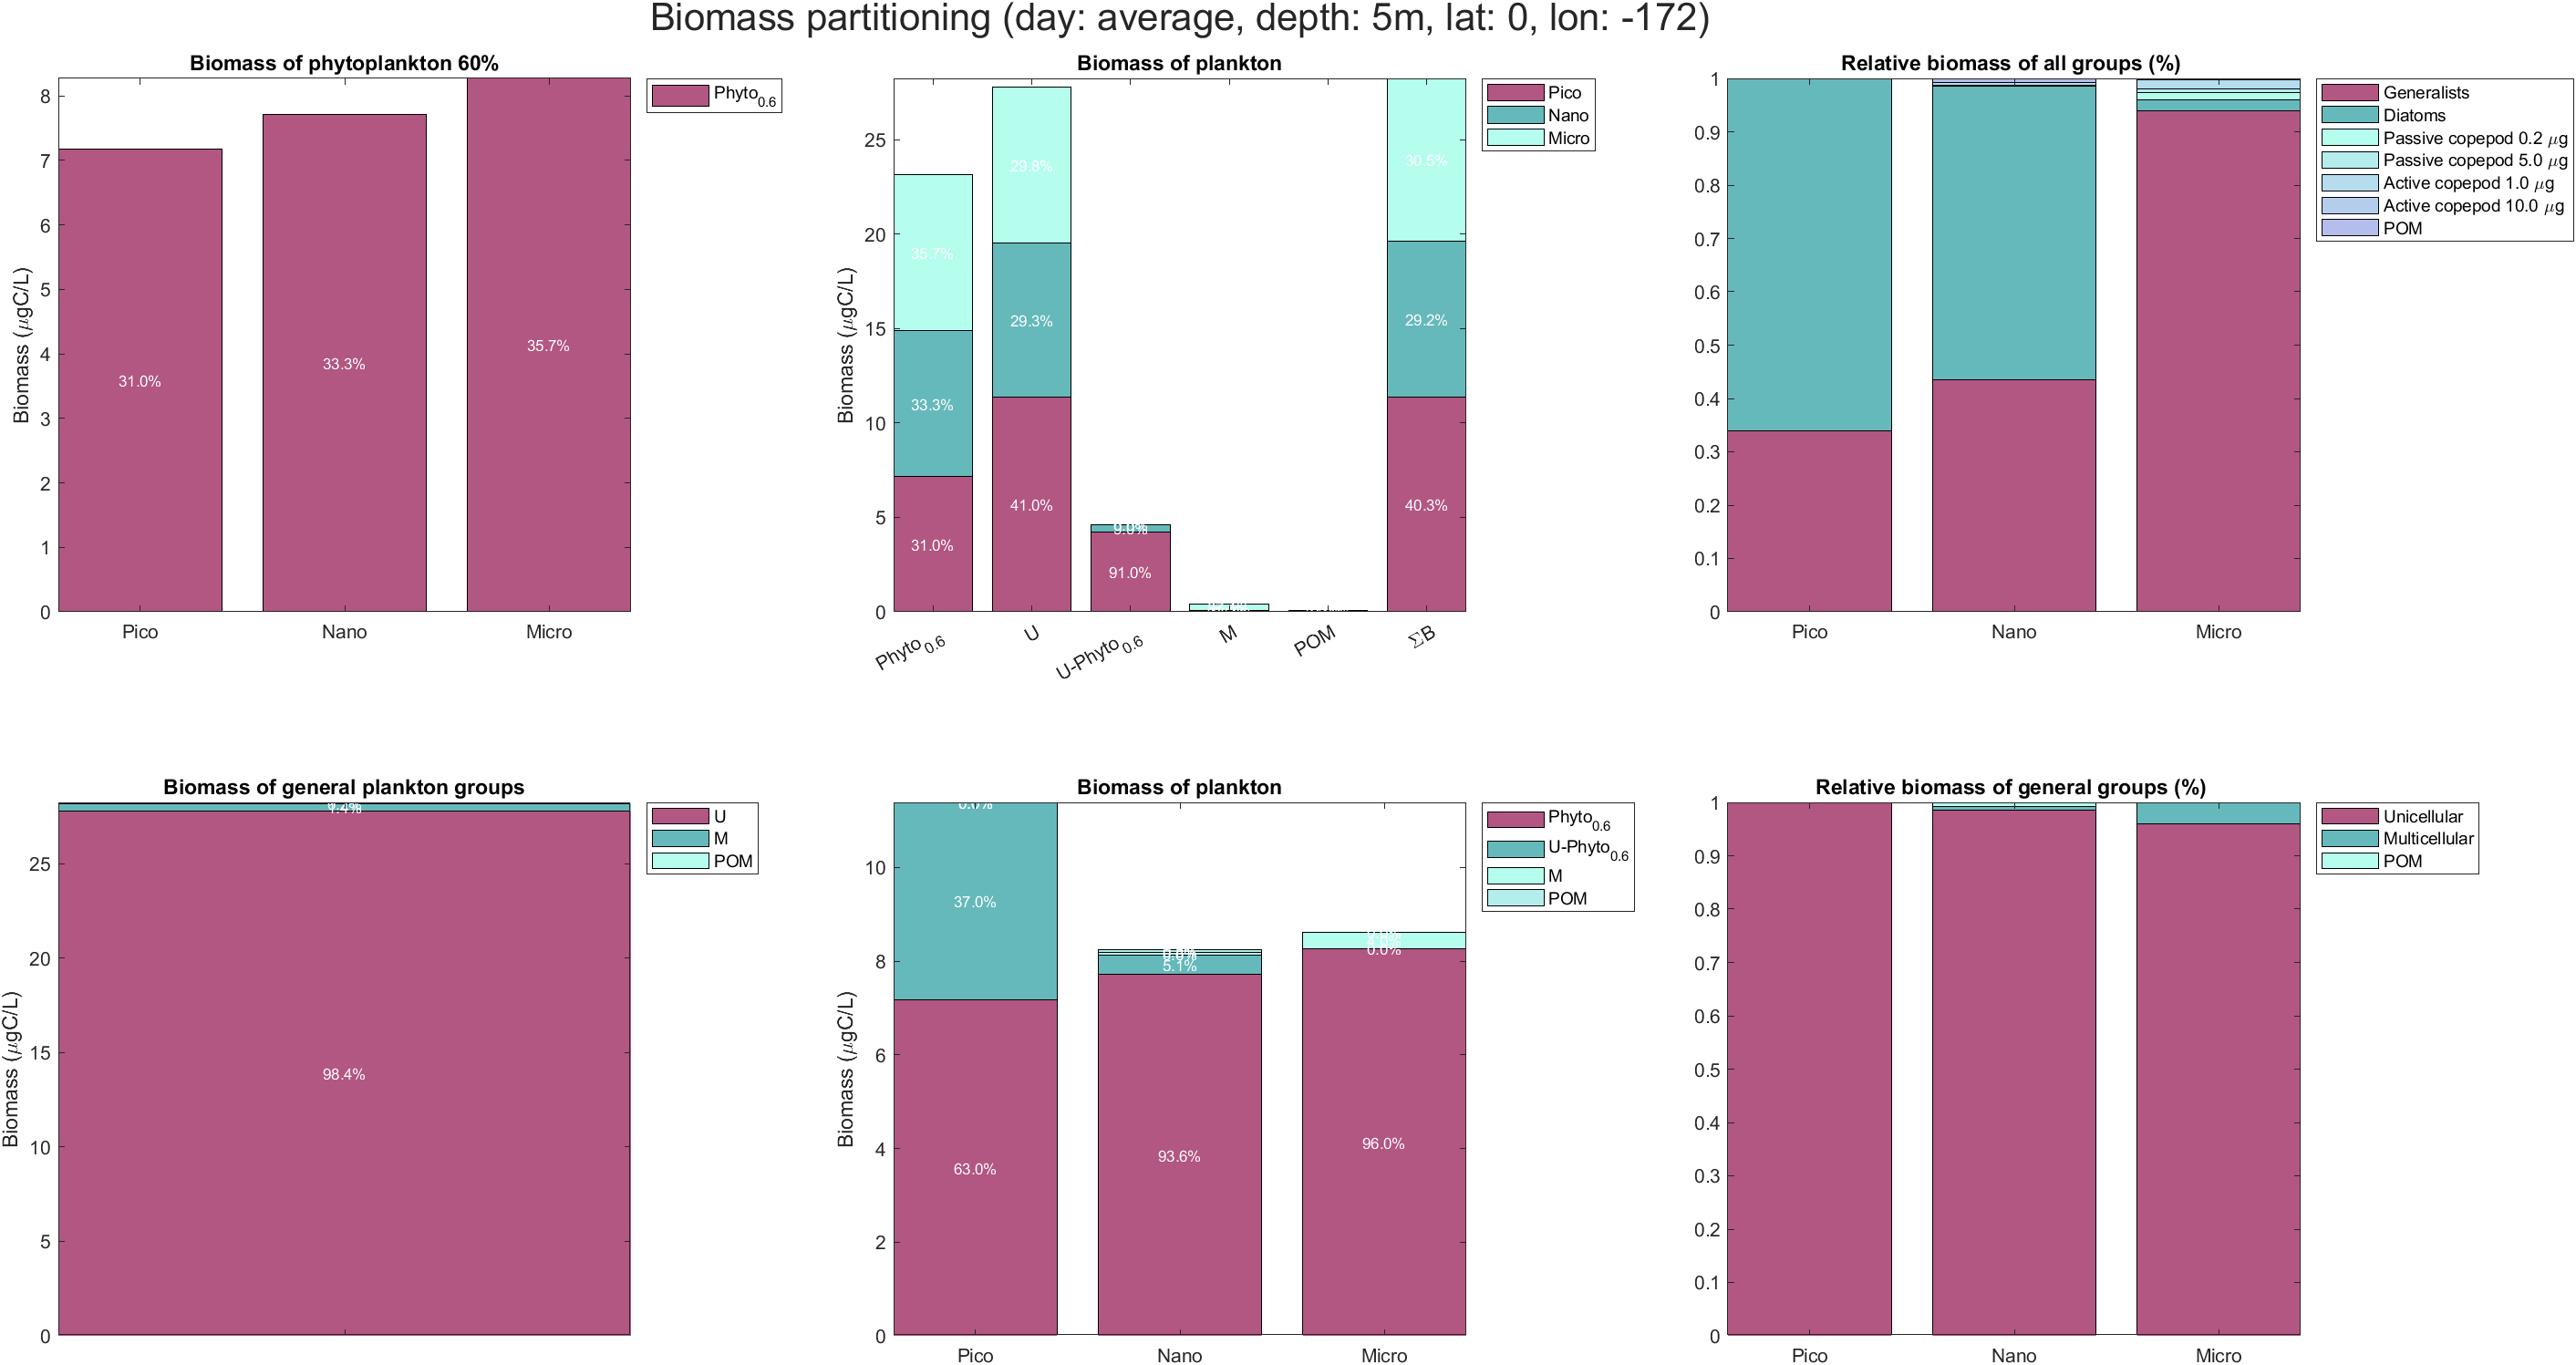 Biomass partitioning (day: average, depth: 5m, lat: 0, lon: -172)
Biomass of phytoplankton 60%
Biomass (μgC/L)
8
7
6
5
4
3
2
1
0
31.0%
33.3%
35.7%
Pico
Nano
Micro
Phyto0.6
Biomass of plankton
Biomass (μgC/L)
25
20
15
10
5
0
35.7%
33.3%
31.0%
29.8%
29.3%
41.0%
91.0%
30.5%
29.2%
40.3%
Phyto0.6
U
U-Phyto0.6
M
POM
ΣB
Pico
Nano
Micro
Relative biomass of all groups (%)
1
0.9
0.8
0.7
0.6
0.5
0.4
0.3
0.2
0.1
0
Pico
Nano
Micro
Generalists
Diatoms
Passive copepod 0.2 μg
Passive copepod 5.0 μg
Active copepod 1.0 μg
Active copepod 10.0 μg
POM
Biomass of general plankton groups
Biomass (μgC/L)
25
20
15
10
5
0
1.4%
98.4%
U
M
POM
Biomass of plankton
Biomass (μgC/L)
10
8
6
4
2
0
37.0%
63.0%
5.1%
93.6%
0.0%
96.0%
Pico
Nano
Micro
Phyto0.6
U-Phyto0.6
M
POM
Relative biomass of general groups (%)
1
0.9
0.8
0.7
0.6
0.5
0.4
0.3
0.2
0.1
0
Pico
Nano
Micro
Unicellular
Multicellular
POM